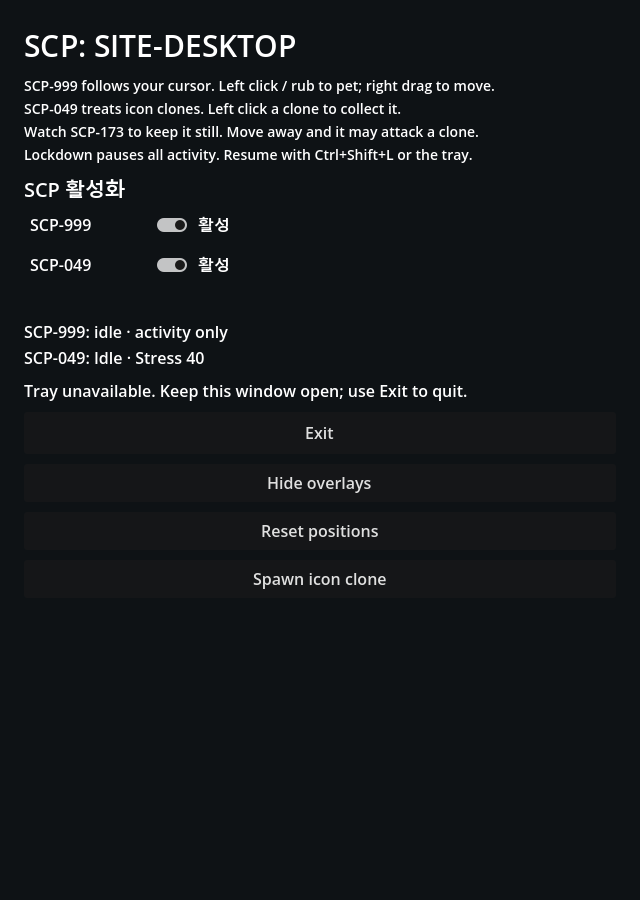 SCP: SITE-DESKTOP
SCP-999 follows your cursor. Left click / rub to pet; right drag to move.
SCP-049 treats icon clones. Left click a clone to collect it.
Watch SCP-173 to keep it still. Move away and it may attack a clone.
Lockdown pauses all activity. Resume with Ctrl+Shift+L or the tray.
SCP 활성화
SCP-999 활성
SCP-049 활성
SCP-999: idle · activity only
SCP-049: Idle · Stress 40
Tray unavailable. Keep this window open; use Exit to quit.
Exit
Hide overlays
Reset positions
Spawn icon clone